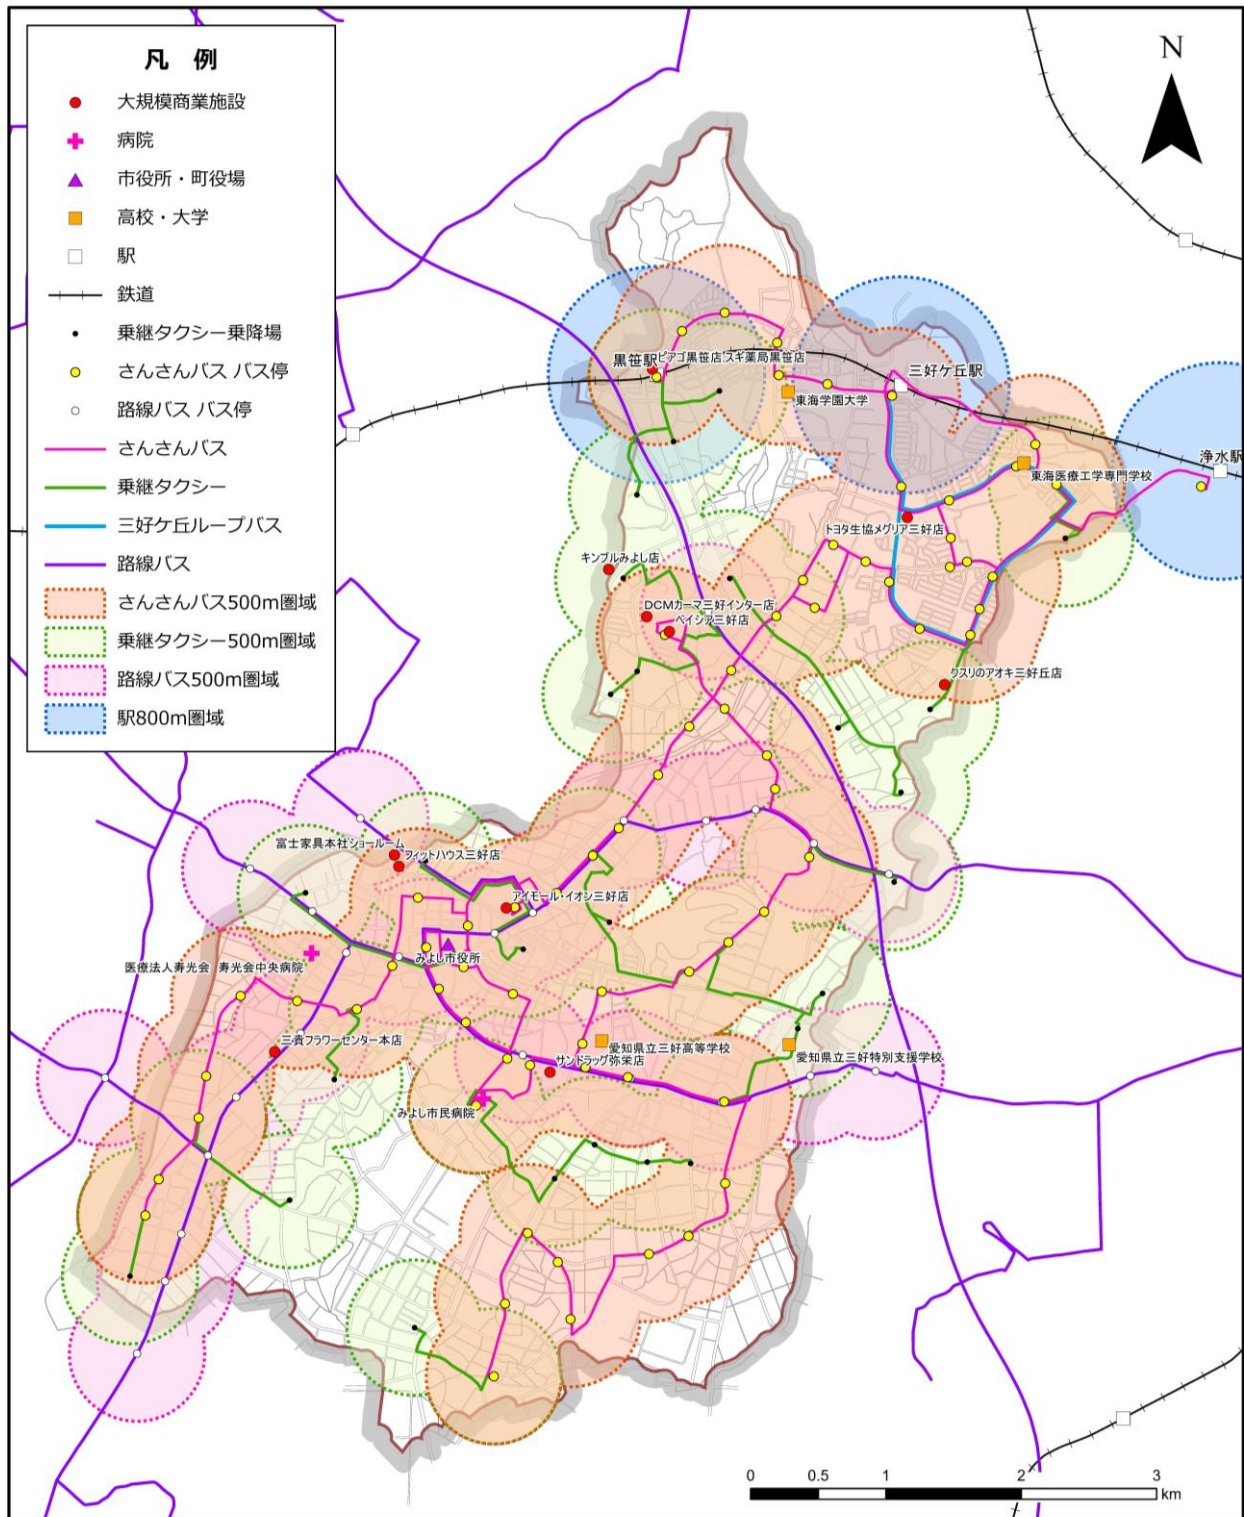 凡 例
大規模商業施設
病院
市役所・町役場
高校・大学
駅
鉄道
乗継タクシー乗降場
さんさんバス バス停
路線バス バス停
さんさんバス
乗継タクシー
三好ケ丘ループバス
路線バス
さんさんバス500m圏域
乗継タクシー500m圏域
路線バス500m圏域
駅800m圏域
N
黒笹駅
ピアゴ黒笹店
スギ薬局黒笹店
三好ケ丘駅
東海学園大学
浄水駅
東海医療工学専門学校
トヨタ生協メグリア三好店
キンブルみよし店
DCMカーマ三好インター店
ベイシア三好店
クスリのアオキ三好丘店
富士家具本社ショールーム
フィットハウス三好店
アイモール・イオン三好店
みよし市役所
医療法人寿光会 寿光会中央病院
三貴フラワーセンター本店
愛知県立三好高等学校
愛知県立三好特別支援学校
サンドラッグ弥栄店
みよし市民病院
0 0.5 1 2 3
km